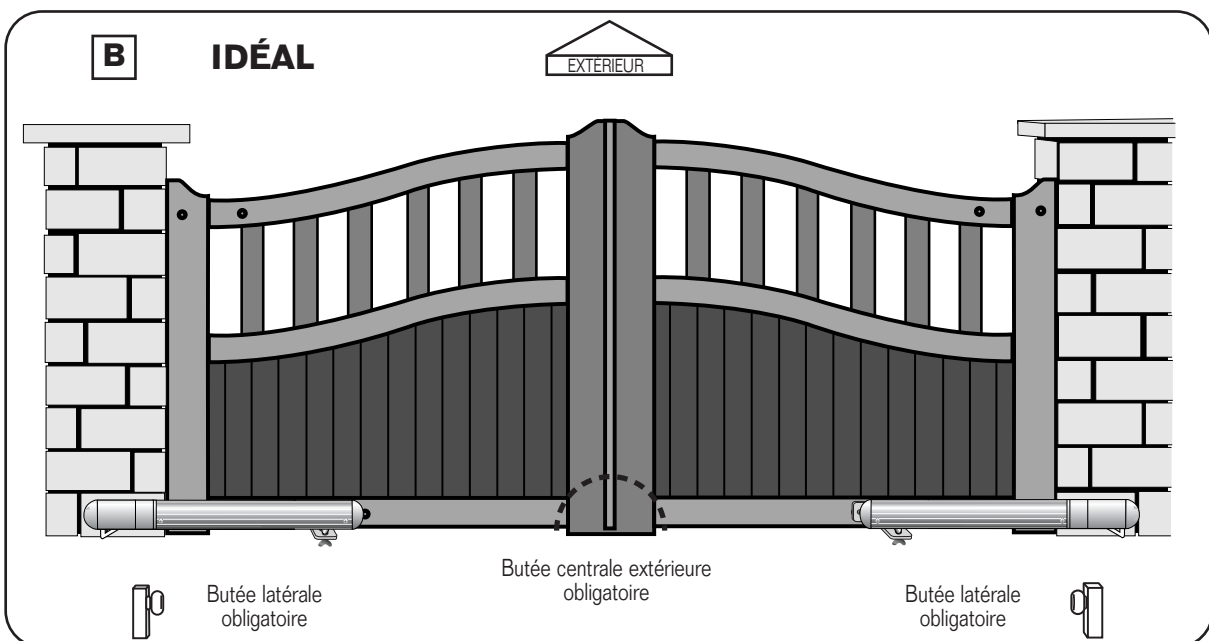 B IDÉAL
EXTÉRIEUR
Butée latérale
obligatoire
Butée centrale extérieure
obligatoire
Butée latérale
obligatoire